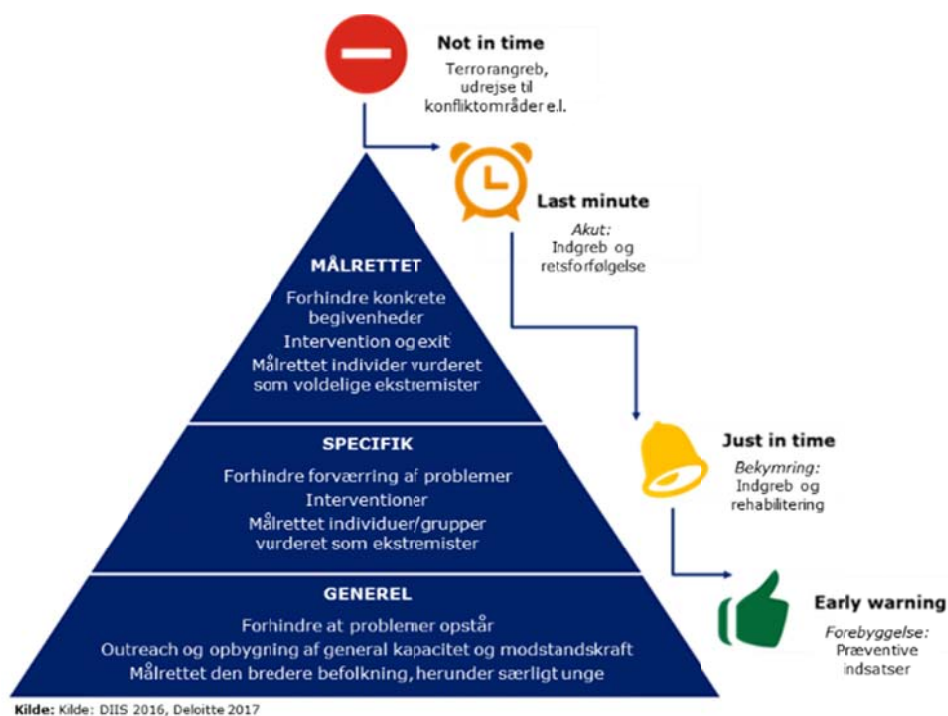 Not in time
Terrorangreb,
udrejse til
konfliktområder e.l.
Last minute
Akut:
Indgreb og
retsforfølgelse
MÅLRETTET
Forhindre konkrete
begivenheder
Intervention og exit
Målrettet individer vurderet
som voldelige ekstremister
Just in time
Bekymring:
Indgreb og
rehabilitering
SPECIFIK
Forhindre forværring af problemer
Interventioner
Målrettet individuer/grupper
vurderet som ekstremister
Early warning
Forebyggelse:
Præventive
indsatser
GENEREL
Forhindre at problemer opstår
Outreach og opbygning af general kapacitet og modstandskraft
Målrettet den bredere befolkning, herunder særligt unge
Kilde: Kilde: DIIS 2016, Deloitte 2017